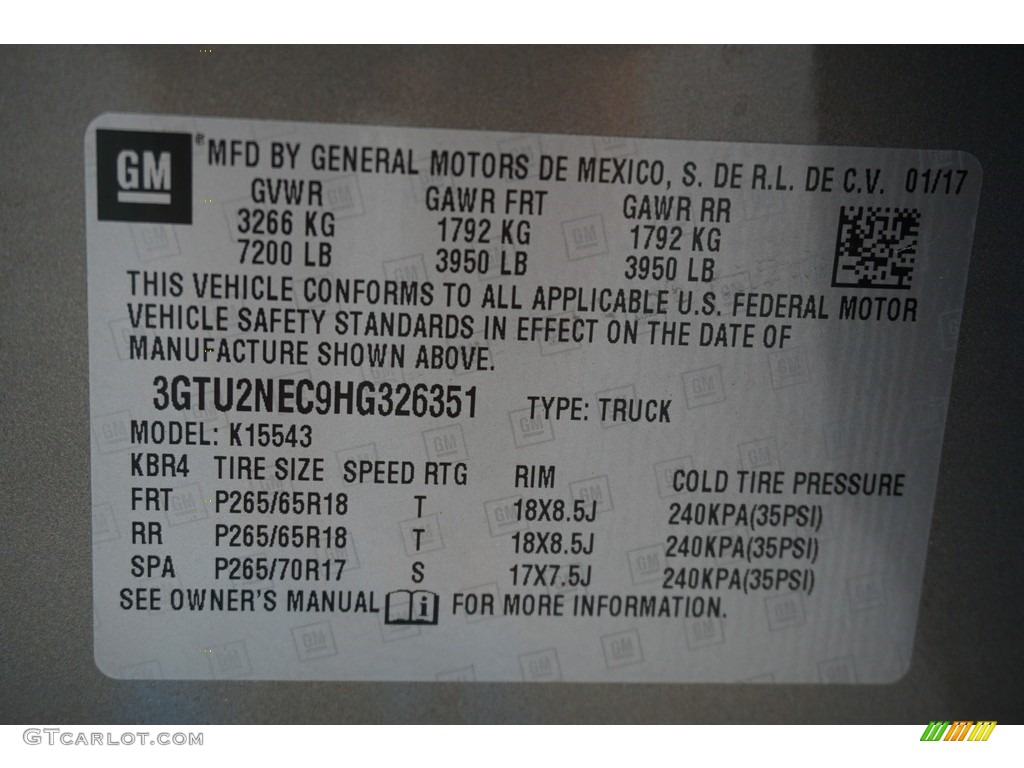 GM ® MFD BY GENERAL MOTORS DE MEXICO, S. DE R.L. DE C.V. 01/17
GVWR GAWR FRT GAWR RR
3266 KG 1792 KG 1792 KG
7200 LB 3950 LB 3950 LB
THIS VEHICLE CONFORMS TO ALL APPLICABLE U.S. FEDERAL MOTOR
VEHICLE SAFETY STANDARDS IN EFFECT ON THE DATE OF
MANUFACTURE SHOWN ABOVE.
3GTU2NEC9HG326351 TYPE: TRUCK
MODEL: K15543
KBR4 TIRE SIZE SPEED RTG RIM COLD TIRE PRESSURE
FRT P265/65R18 T 18X8.5J 240KPA(35PSI)
RR P265/65R18 T 18X8.5J 240KPA(35PSI)
SPA P265/70R17 S 17X7.5J 240KPA(35PSI)
SEE OWNER'S MANUAL i FOR MORE INFORMATION.
GTCARLOT.COM